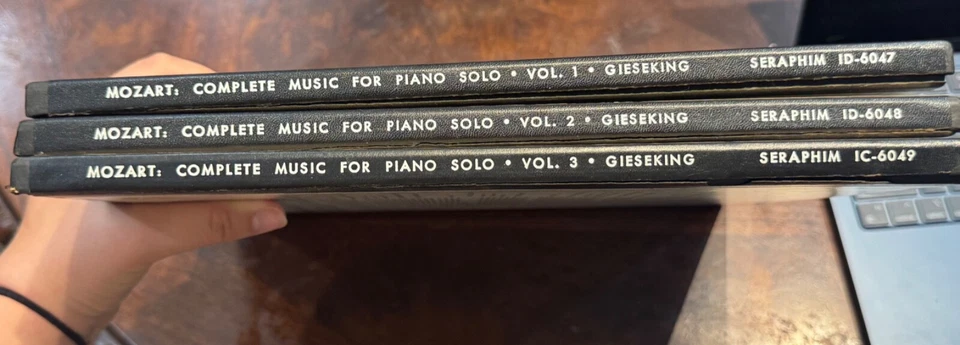 MOZART: COMPLETE MUSIC FOR PIANO SOLO • VOL. 1 • GIESEKING SERAPHIM ID-6047
MOZART: COMPLETE MUSIC FOR PIANO SOLO • VOL. 2 • GIESEKING SERAPHIM ID-6048
MOZART: COMPLETE MUSIC FOR PIANO SOLO • VOL. 3 • GIESEKING SERAPHIM IC-6049